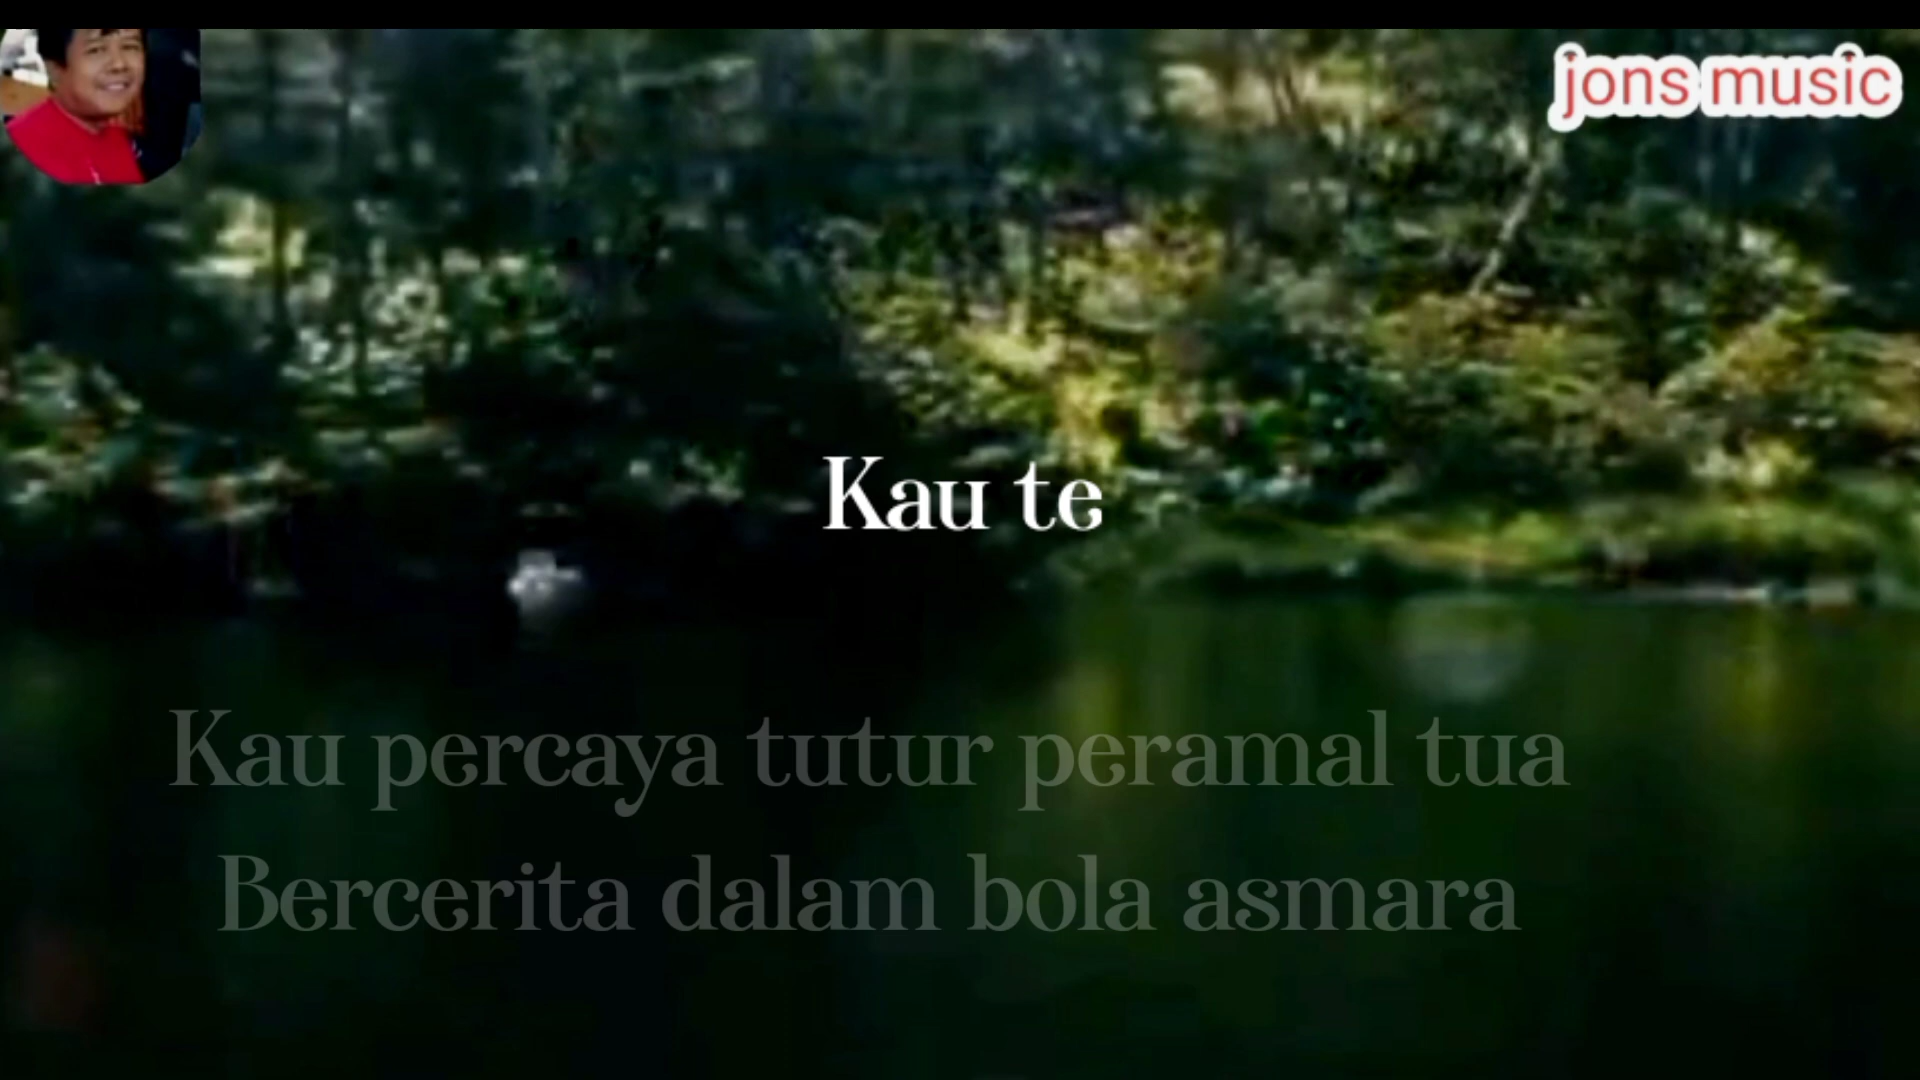 jons music
Kau te
Kau percaya tutur peramal tua
Bercerita dalam bola asmara